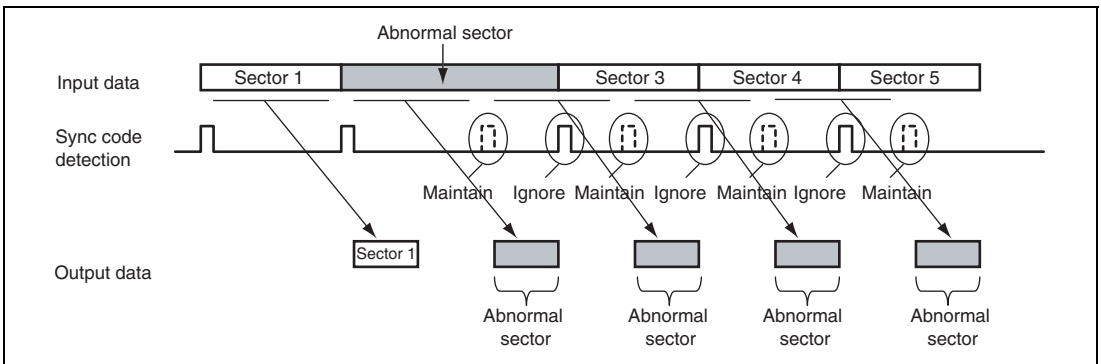 Abnormal sector
Input data
Sector 1
Sector 3
Sector 4
Sector 5
Sync code
detection
Maintain
Ignore
Maintain
Ignore
Maintain
Ignore
Maintain
Output data
Sector 1
Abnormal
sector
Abnormal
sector
Abnormal
sector
Abnormal
sector